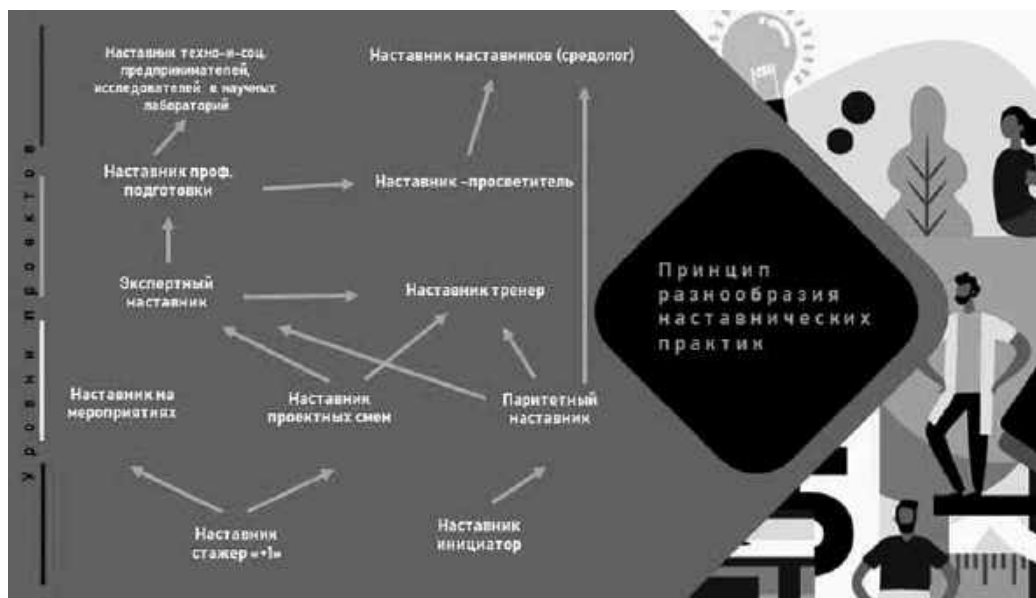 Наставник техно-и-соц.
предпринимателей,
исследователей в научных
лабораторий
Наставник наставников (средолог)
Наставник проф.
подготовки
Наставник -просветитель
Экспертный
наставник
Наставник тренер
Наставник на
мероприятиях
Наставник
проектных смен
Паритетный
наставник
Наставник
стажер «+1»
Наставник
инициатор
Уровни проектов
Принцип
разнообразия
наставнических
практик